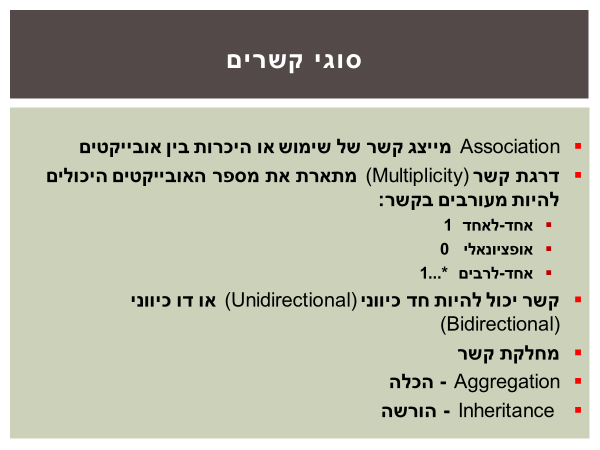 סוגי קשרים
Association מייצג קשר של שימוש או היכרות בין אובייקטים
דרגת קשר (Multiplicity) מתארת את מספר האובייקטים היכולים
להיות מעורבים בקשר:
אחד-לאחד 1
אופציונאלי 0
אחד-לרבים 1...*
קשר יכול להיות חד כיווני (Unidirectional) או דו כיווני
(Bidirectional)
מחלקת קשר
Aggregation - הכלה
Inheritance - הורשה